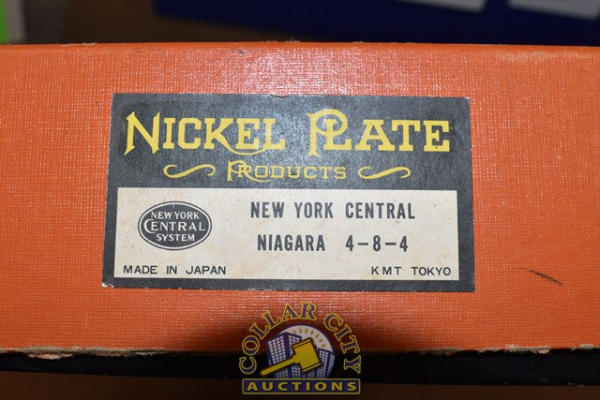 NICKEL PLATE
PRODUCTS
NEW YORK
CENTRAL
SYSTEM
NEW YORK CENTRAL
NIAGARA 4-8-4
MADE IN JAPAN
KMT TOKYO
COLLAR CITY
AUCTIONS